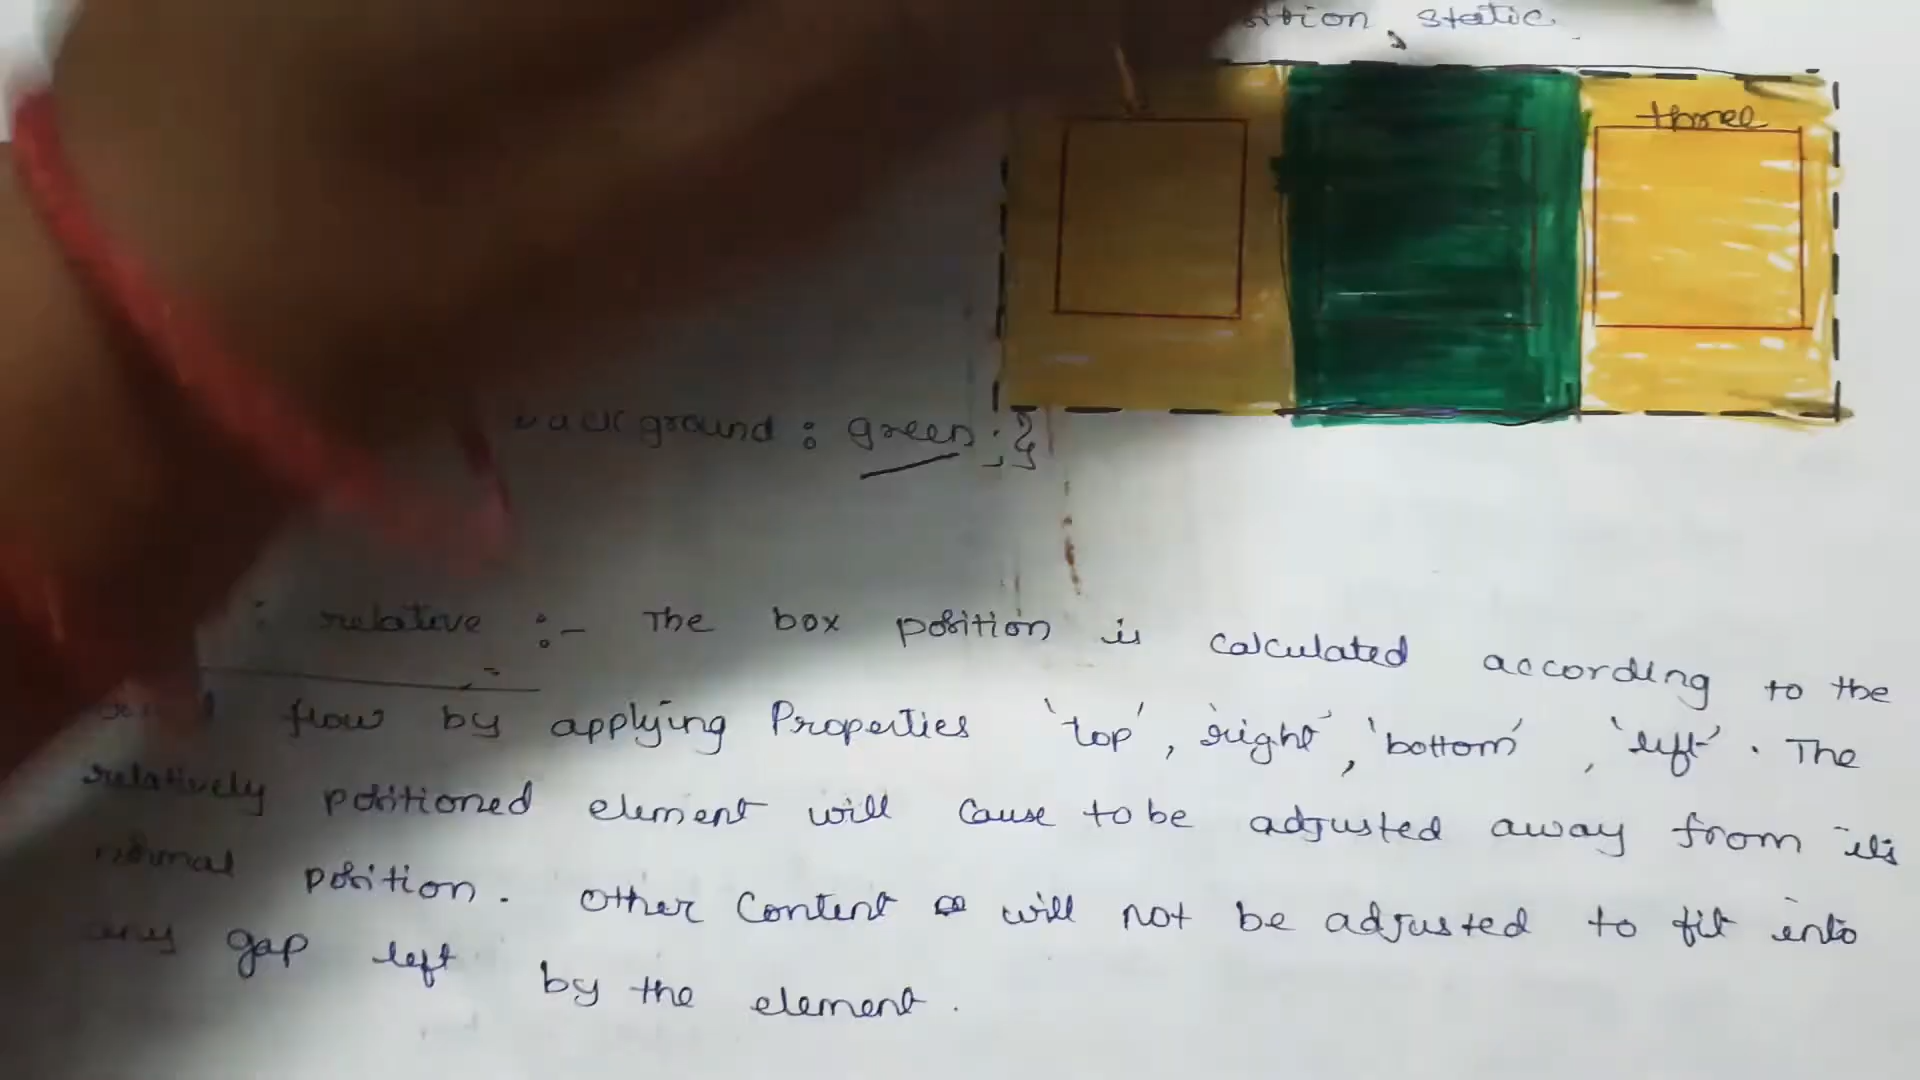 static
three
background : green ;}
: relative :- The box position is calculated according to the
flow by applying Properties 'top', 'right', 'bottom', 'left'. The
relatively positioned element will cause to be adjusted away from its
normal position. Other Content will not be adjusted to fit into
any gap left by the element.